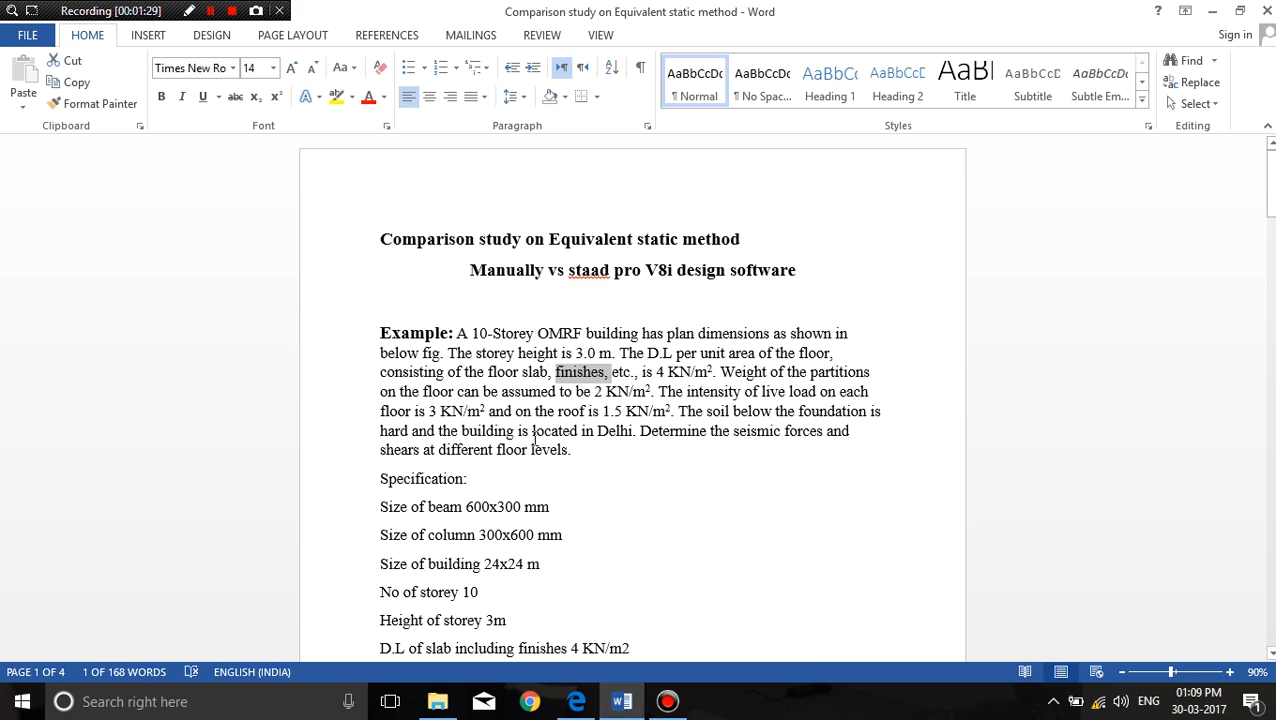 Recording [00:01:29]
Comparison study on Equivalent static method - Word
Sign in
FILE
HOME
INSERT
DESIGN
PAGE LAYOUT
REFERENCES
MAILINGS
REVIEW
VIEW
Paste
Cut
Copy
Format Painter
Clipboard
Times New Ro
14
Aa
B I U abc x₂ x²
A
A
Font
Paragraph
AaBbCcDc
¶ Normal
AaBbCcDc
¶ No Spac...
AaBbCc
Heading 1
AaBbCcD
Heading 2
AaBl
Title
AaBbCcD
Subtitle
AaBbCcDc
Subtle Em...
Styles
Find
Replace
Select
Editing
Comparison study on Equivalent static method
Manually vs staad pro V8i design software
Example: A 10-Storey OMRF building has plan dimensions as shown in
below fig. The storey height is 3.0 m. The D.L per unit area of the floor,
consisting of the floor slab, finishes, etc., is 4 KN/m². Weight of the partitions
on the floor can be assumed to be 2 KN/m². The intensity of live load on each
floor is 3 KN/m² and on the roof is 1.5 KN/m². The soil below the foundation is
hard and the building is located in Delhi. Determine the seismic forces and
shears at different floor levels.
Specification:
Size of beam 600x300 mm
Size of column 300x600 mm
Size of building 24x24 m
No of storey 10
Height of storey 3m
D.L of slab including finishes 4 KN/m2
PAGE 1 OF 4
1 OF 168 WORDS
ENGLISH (INDIA)
90%
Search here
ENG
01:09 PM
30-03-2017
1